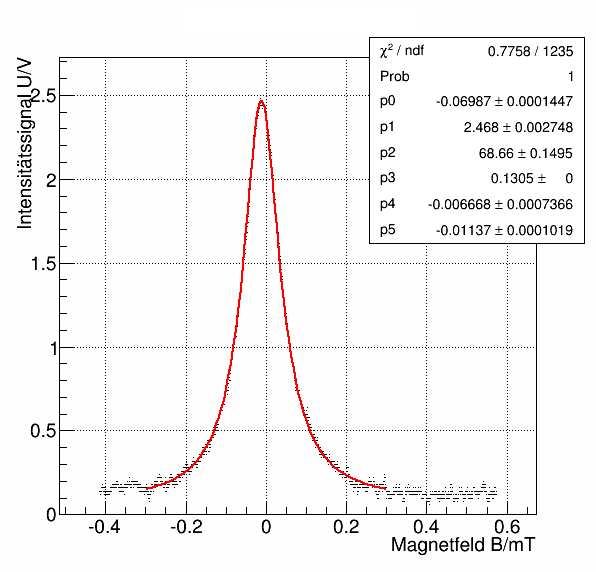 χ² / ndf 0.7758 / 1235
Prob 1
p0 -0.06987 ± 0.0001447
p1 2.468 ± 0.002748
p2 68.66 ± 0.1495
p3 0.1305 ± 0
p4 -0.006668 ± 0.0007366
p5 -0.01137 ± 0.0001019
Intensitätssignal U/V
2.5
2
1.5
1
0.5
0
-0.4 -0.2 0 0.2 0.4 0.6
Magnetfeld B/mT